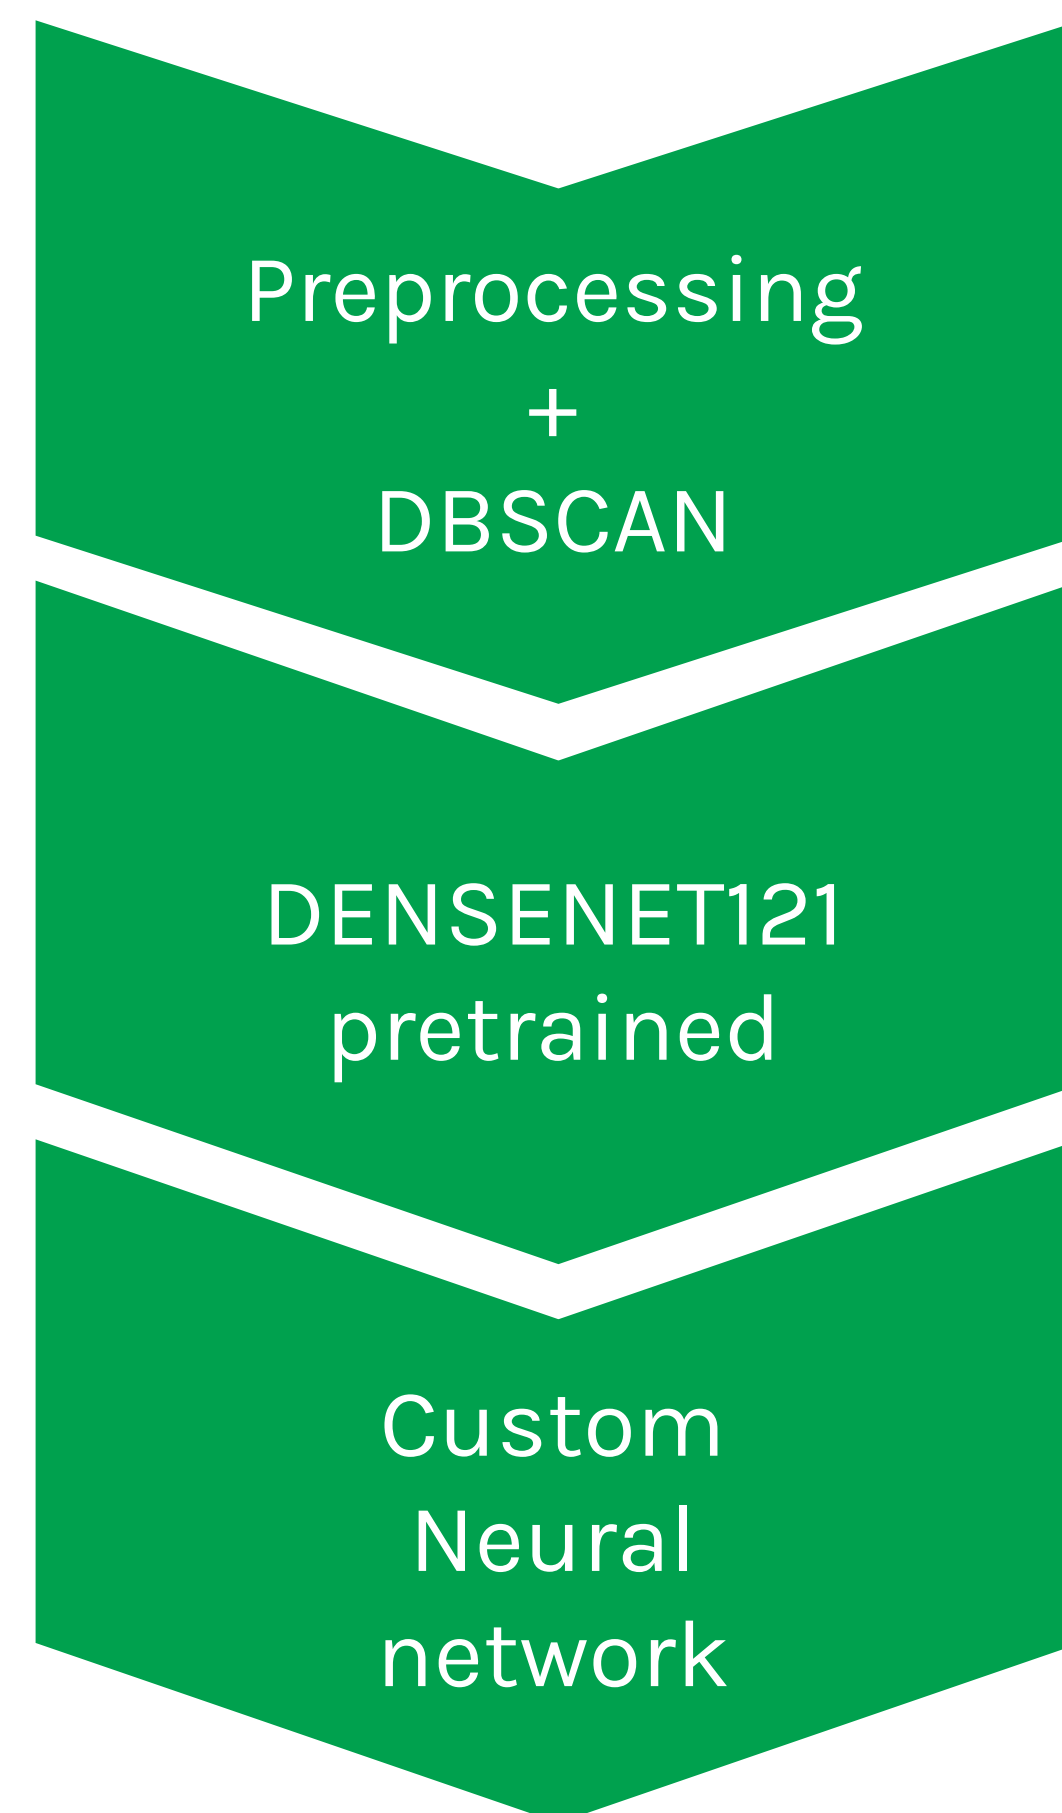 Preprocessing
+
DBSCAN
DENSENET121
pretrained
Custom
Neural
network